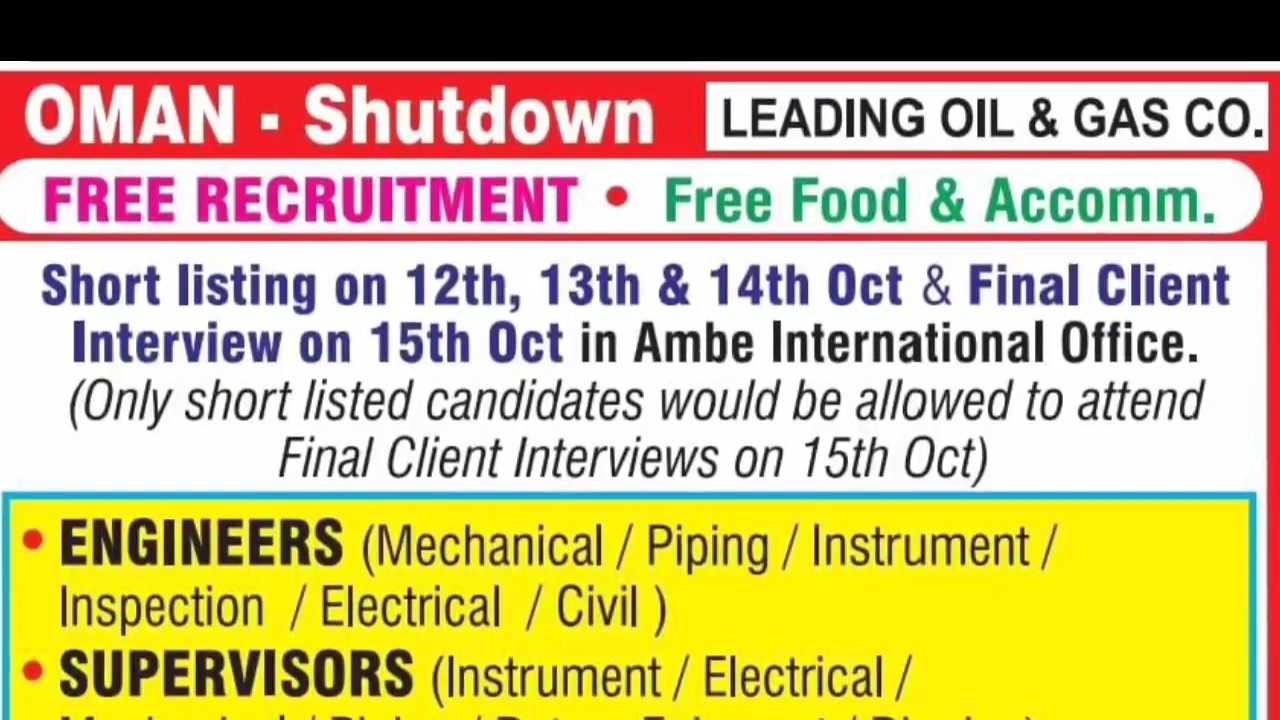 OMAN - Shutdown
LEADING OIL & GAS CO.
FREE RECRUITMENT • Free Food & Accomm.
Short listing on 12th, 13th & 14th Oct & Final Client
Interview on 15th Oct in Ambe International Office.
(Only short listed candidates would be allowed to attend
Final Client Interviews on 15th Oct)
• ENGINEERS (Mechanical / Piping / Instrument /
Inspection / Electrical / Civil )
• SUPERVISORS (Instrument / Electrical /